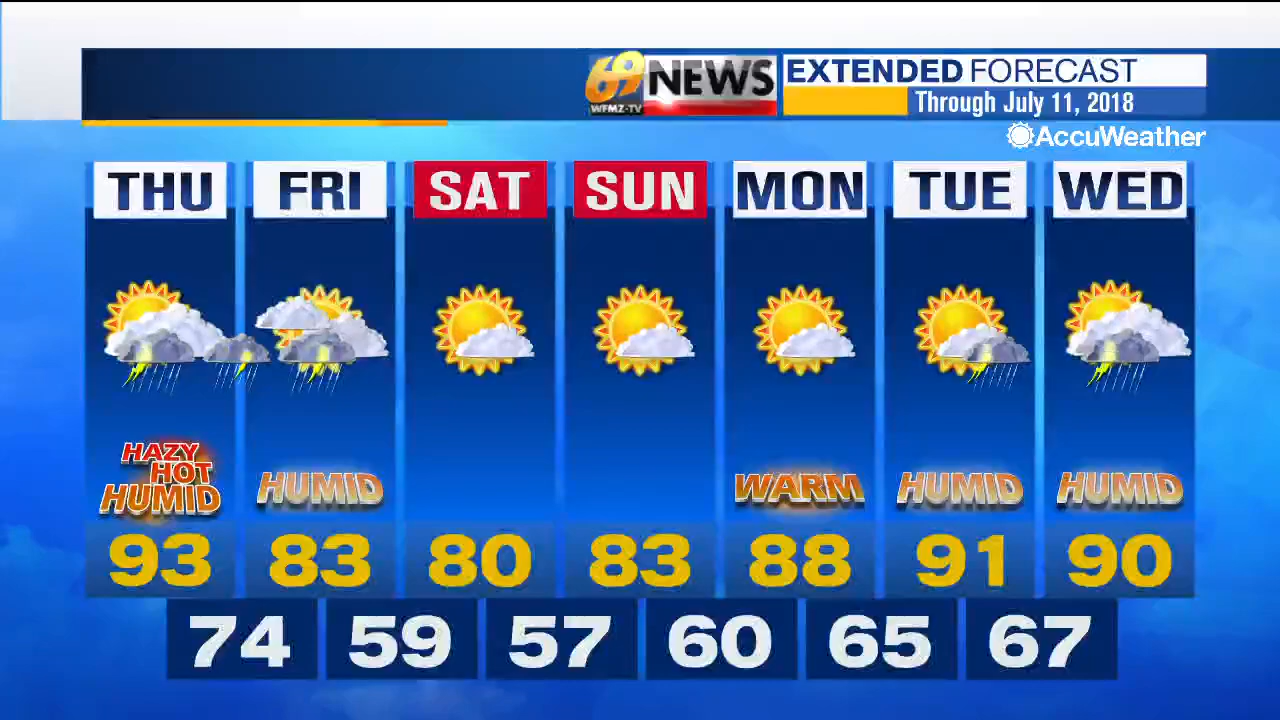 69 NEWS
WFMZ-TV
EXTENDED FORECAST
Through July 11, 2018
AccuWeather
THU FRI SAT SUN MON TUE WED
HAZY
HOT
HUMID HUMID WARM HUMID HUMID
93 83 80 83 88 91 90
74 59 57 60 65 67